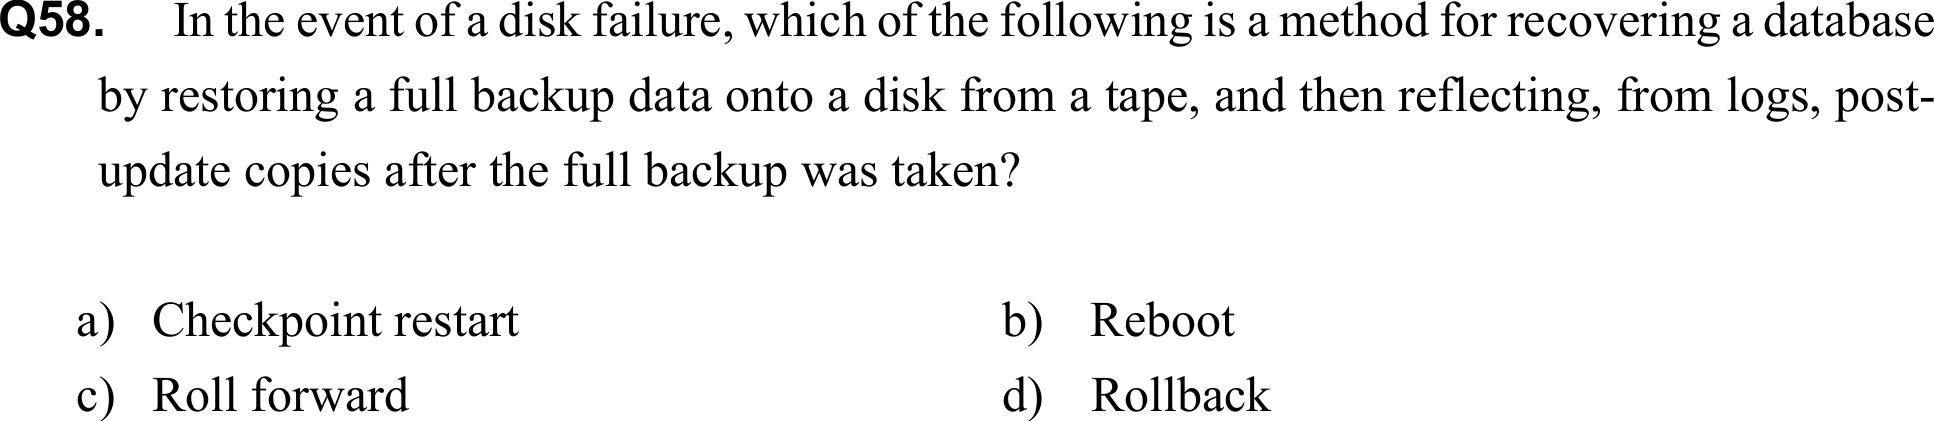 Q58. In the event of a disk failure, which of the following is a method for recovering a database
by restoring a full backup data onto a disk from a tape, and then reflecting, from logs, post-
update copies after the full backup was taken?
a) Checkpoint restart b) Reboot
c) Roll forward d) Rollback